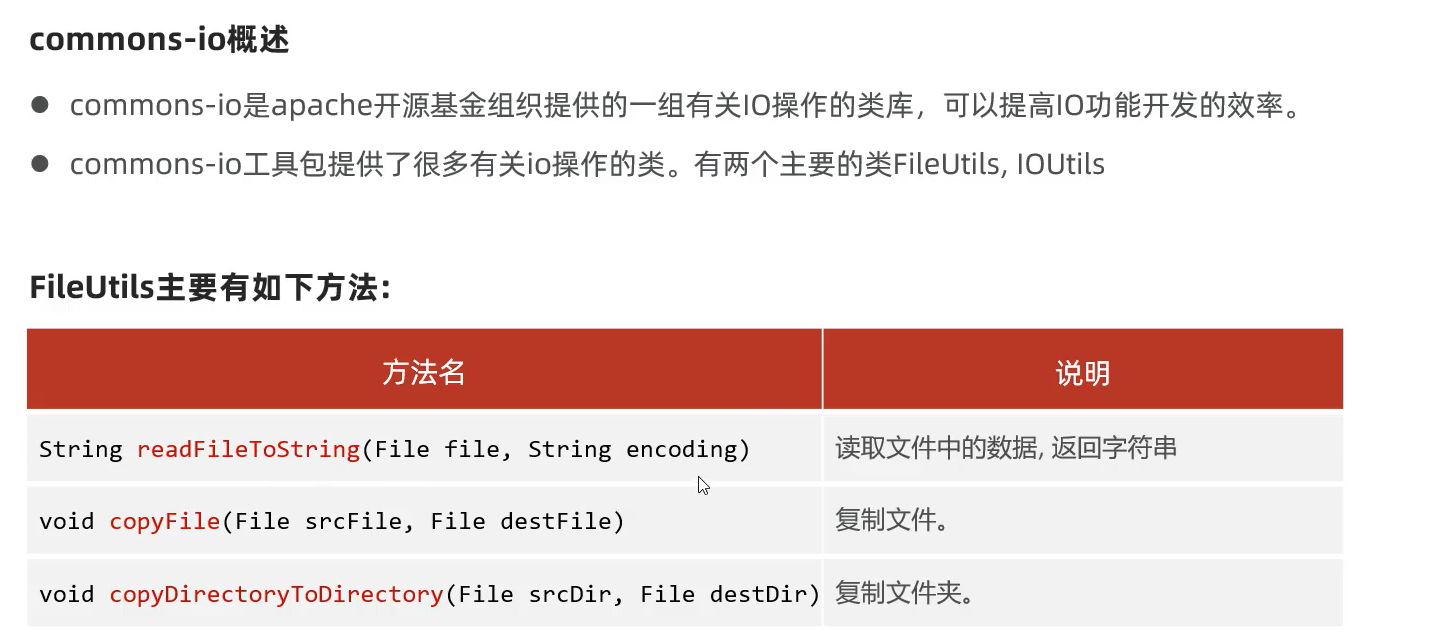 commons-io概述
● commons-io是apache开源基金组织提供的一组有关IO操作的类库，可以提高IO功能开发的效率。
● commons-io工具包提供了很多有关io操作的类。有两个主要的类FileUtils, IOUtils
FileUtils主要有如下方法：
方法名 说明
String readFileToString(File file, String encoding) 读取文件中的数据, 返回字符串
void copyFile(File srcFile, File destFile) 复制文件。
void copyDirectoryToDirectory(File srcDir, File destDir) 复制文件夹。